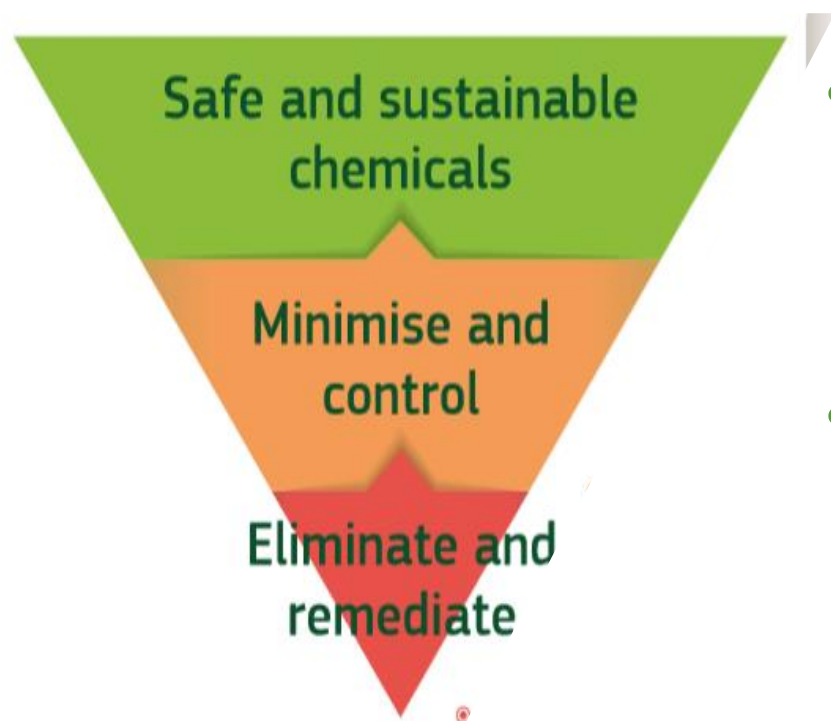 Safe and sustainable
chemicals
Minimise and
control
Eliminate and
remediate